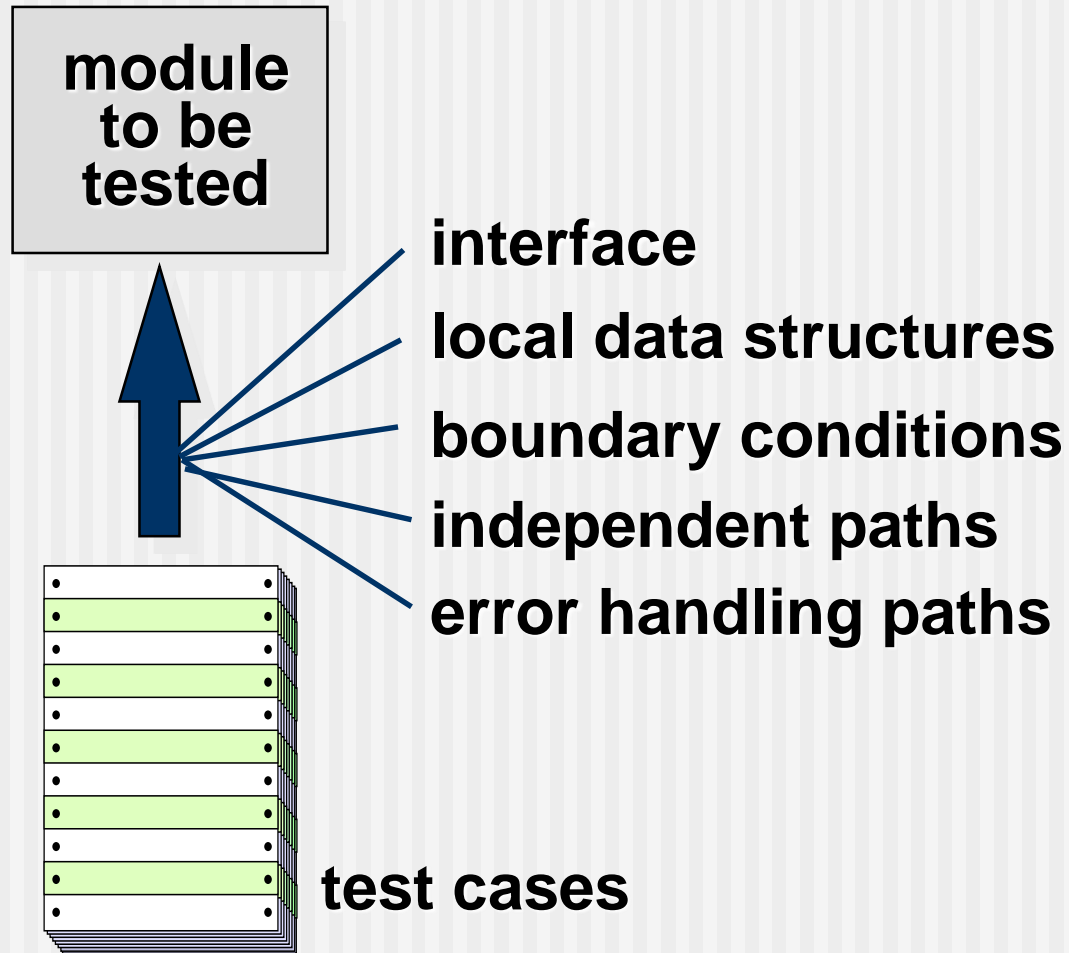 module
to be
tested
interface
local data structures
boundary conditions
independent paths
error handling paths
test cases